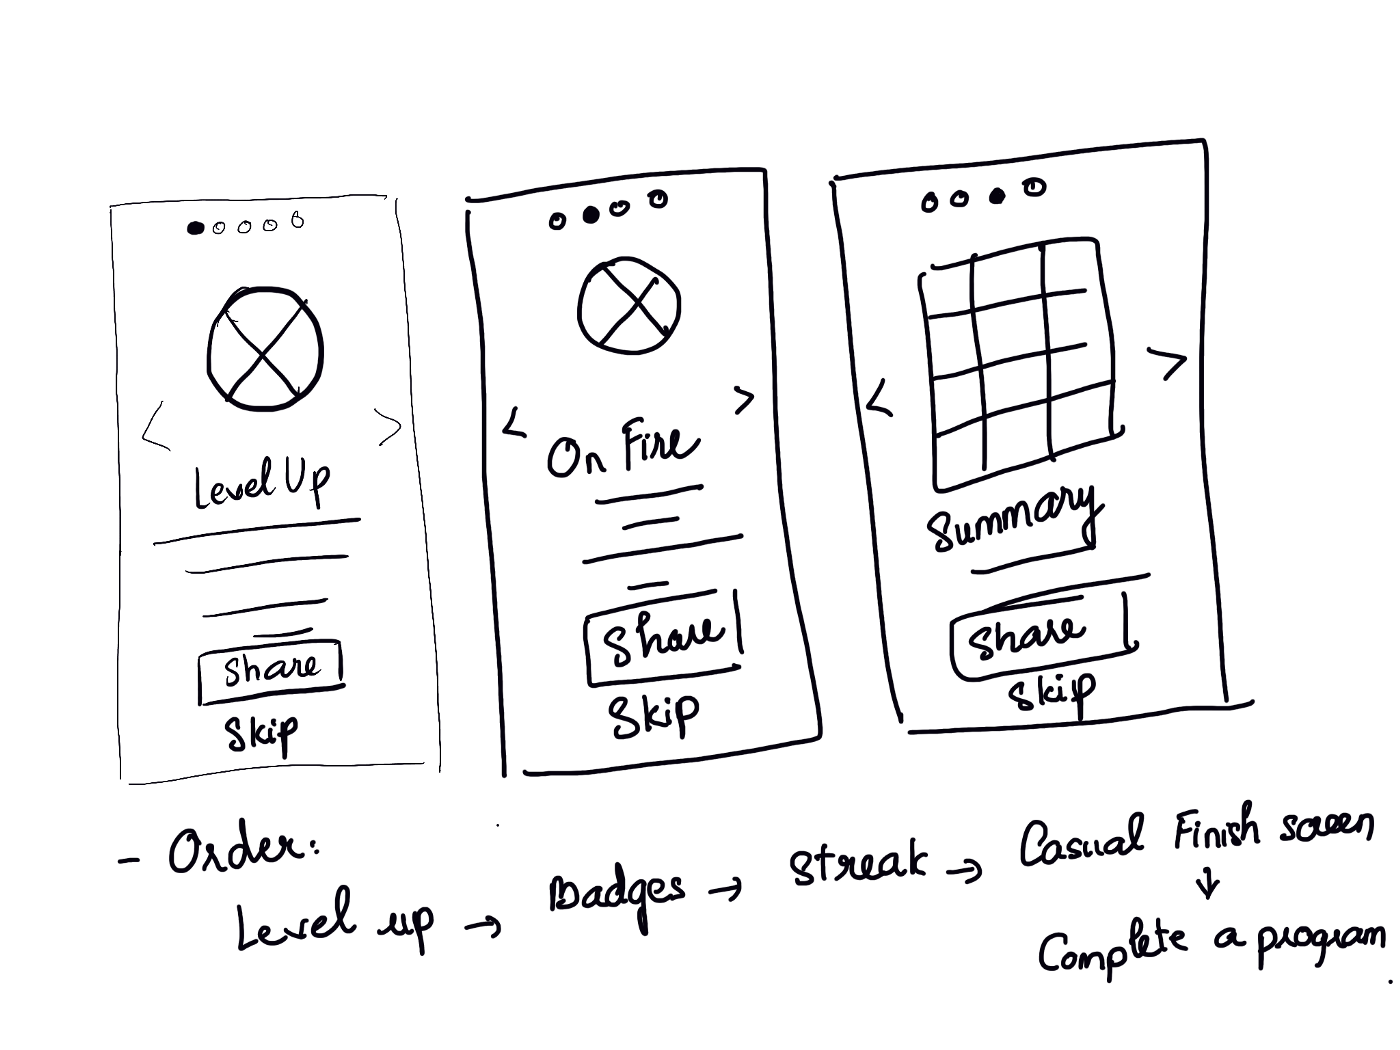 Level Up
Share
Skip
On Fire
Share
Skip
Summary
Share
Skip
- Order:
Level up → Badges → Streak → Casual Finish screen
↓
Complete a program